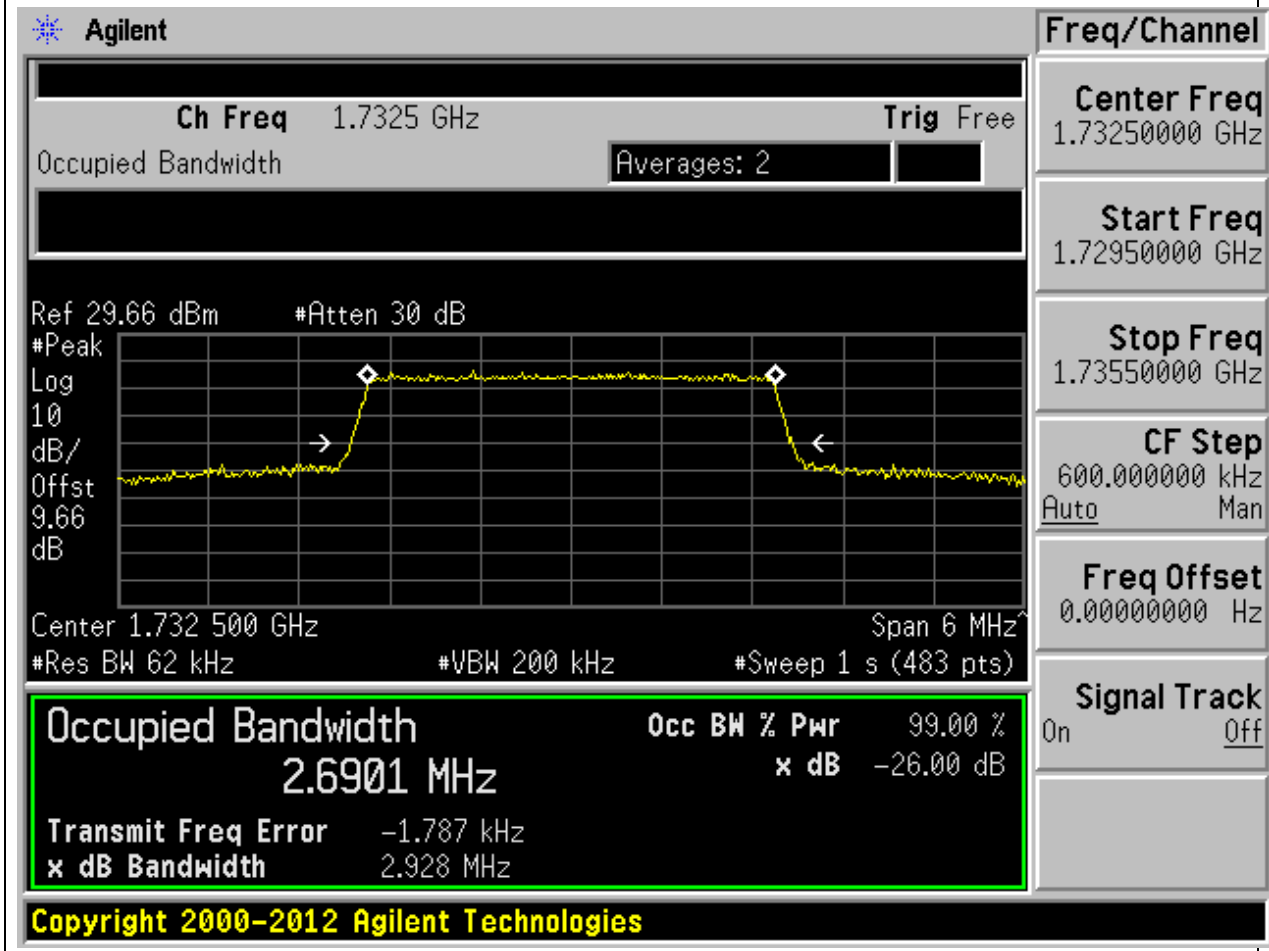 Agilent
Freq/Channel
Ch Freq 1.7325 GHz Trig Free
Occupied Bandwidth Averages: 2
Center Freq
1.73250000 GHz
Start Freq
1.72950000 GHz
Stop Freq
1.73550000 GHz
CF Step
600.000000 kHz
Auto Man
Freq Offset
0.00000000 Hz
Signal Track
On Off
Ref 29.66 dBm #Atten 30 dB
#Peak
Log
10
dB/
Offst
9.66
dB
Center 1.732 500 GHz Span 6 MHz^
#Res BW 62 kHz #VBW 200 kHz #Sweep 1 s (483 pts)
Occupied Bandwidth Occ BW % Pwr 99.00 %
2.6901 MHz x dB -26.00 dB
Transmit Freq Error -1.787 kHz
x dB Bandwidth 2.928 MHz
Copyright 2000-2012 Agilent Technologies